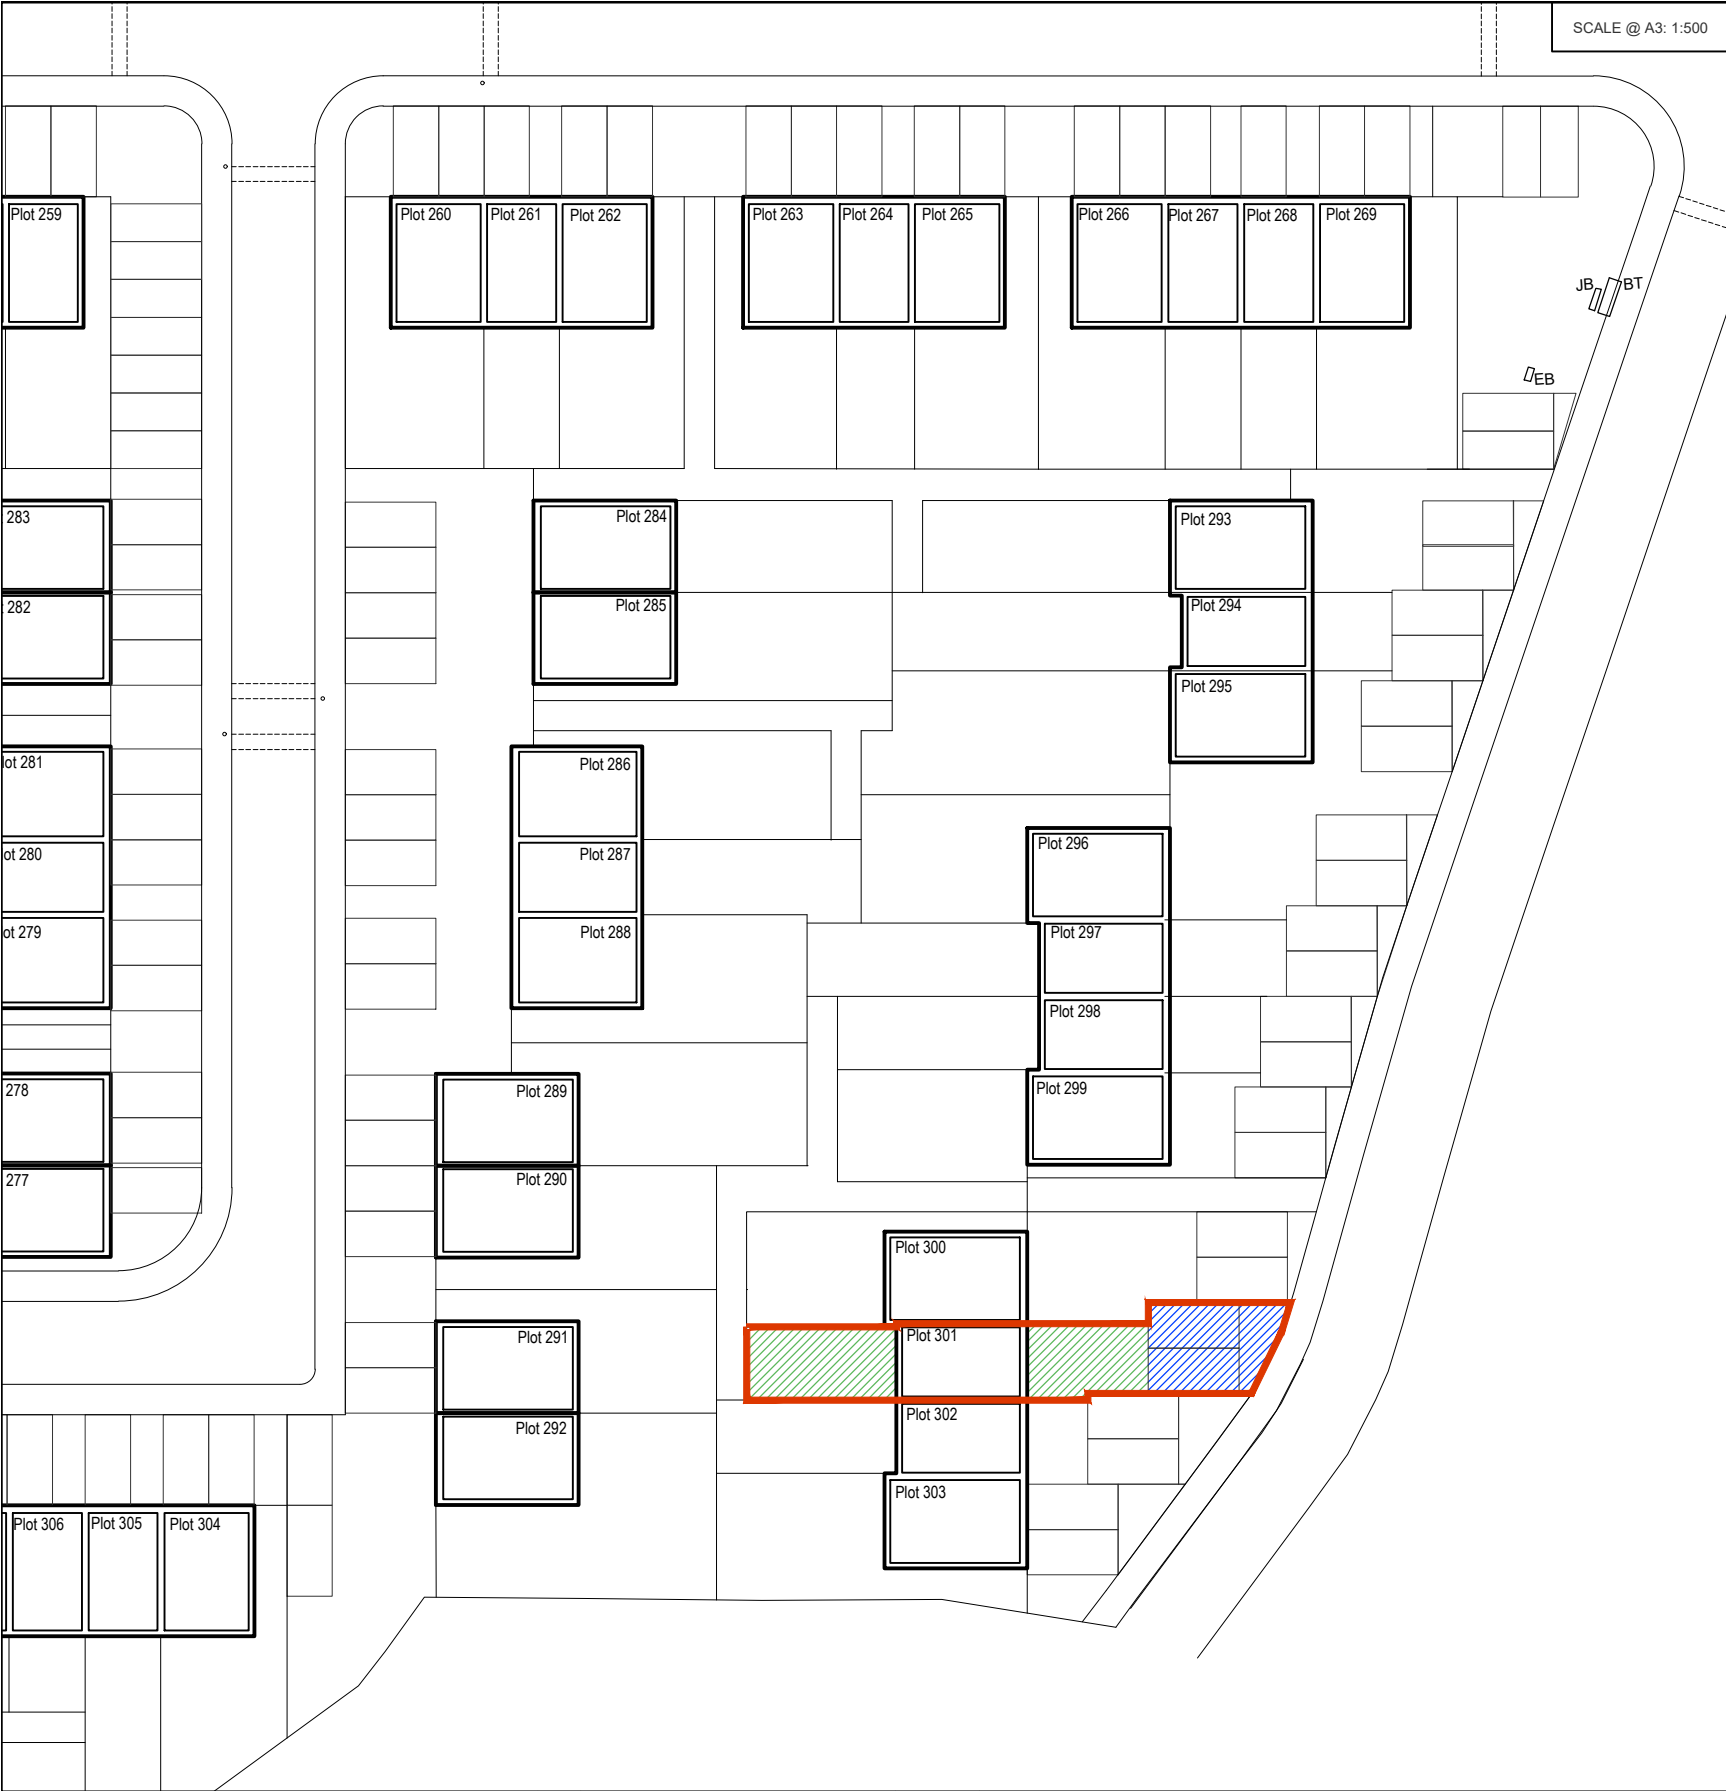 SCALE @ A3: 1:500
Plot 259
Plot 260
Plot 261
Plot 262
Plot 263
Plot 264
Plot 265
Plot 266
Plot 267
Plot 268
Plot 269
JB
BT
EB
283
Plot 284
Plot 293
282
Plot 285
Plot 294
Plot 295
lot 281
Plot 286
ot 280
Plot 287
Plot 296
ot 279
Plot 288
Plot 297
Plot 298
278
Plot 289
Plot 299
277
Plot 290
Plot 300
Plot 291
Plot 301
Plot 292
Plot 302
Plot 303
Plot 306
Plot 305
Plot 304